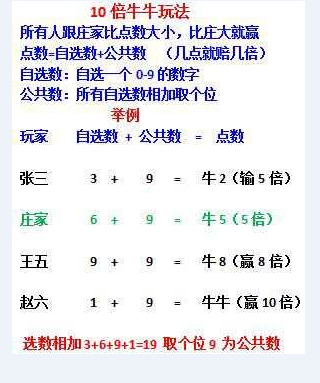 10 倍牛牛玩法
所有人跟庄家比点数大小，比庄大就赢
点数=自选数+公共数 （几点就赔几倍）
自选数：自选一个 0-9 的数字
公共数：所有自选数相加取个位
举例
玩家 自选数 + 公共数 = 点数
张三 3 + 9 = 牛 2（输 5 倍）
庄家 6 + 9 = 牛 5（5 倍）
王五 9 + 9 = 牛 8（赢 8 倍）
赵六 1 + 9 = 牛牛（赢 10 倍）
选数相加 3+6+9+1=19 取个位 9 为公共数